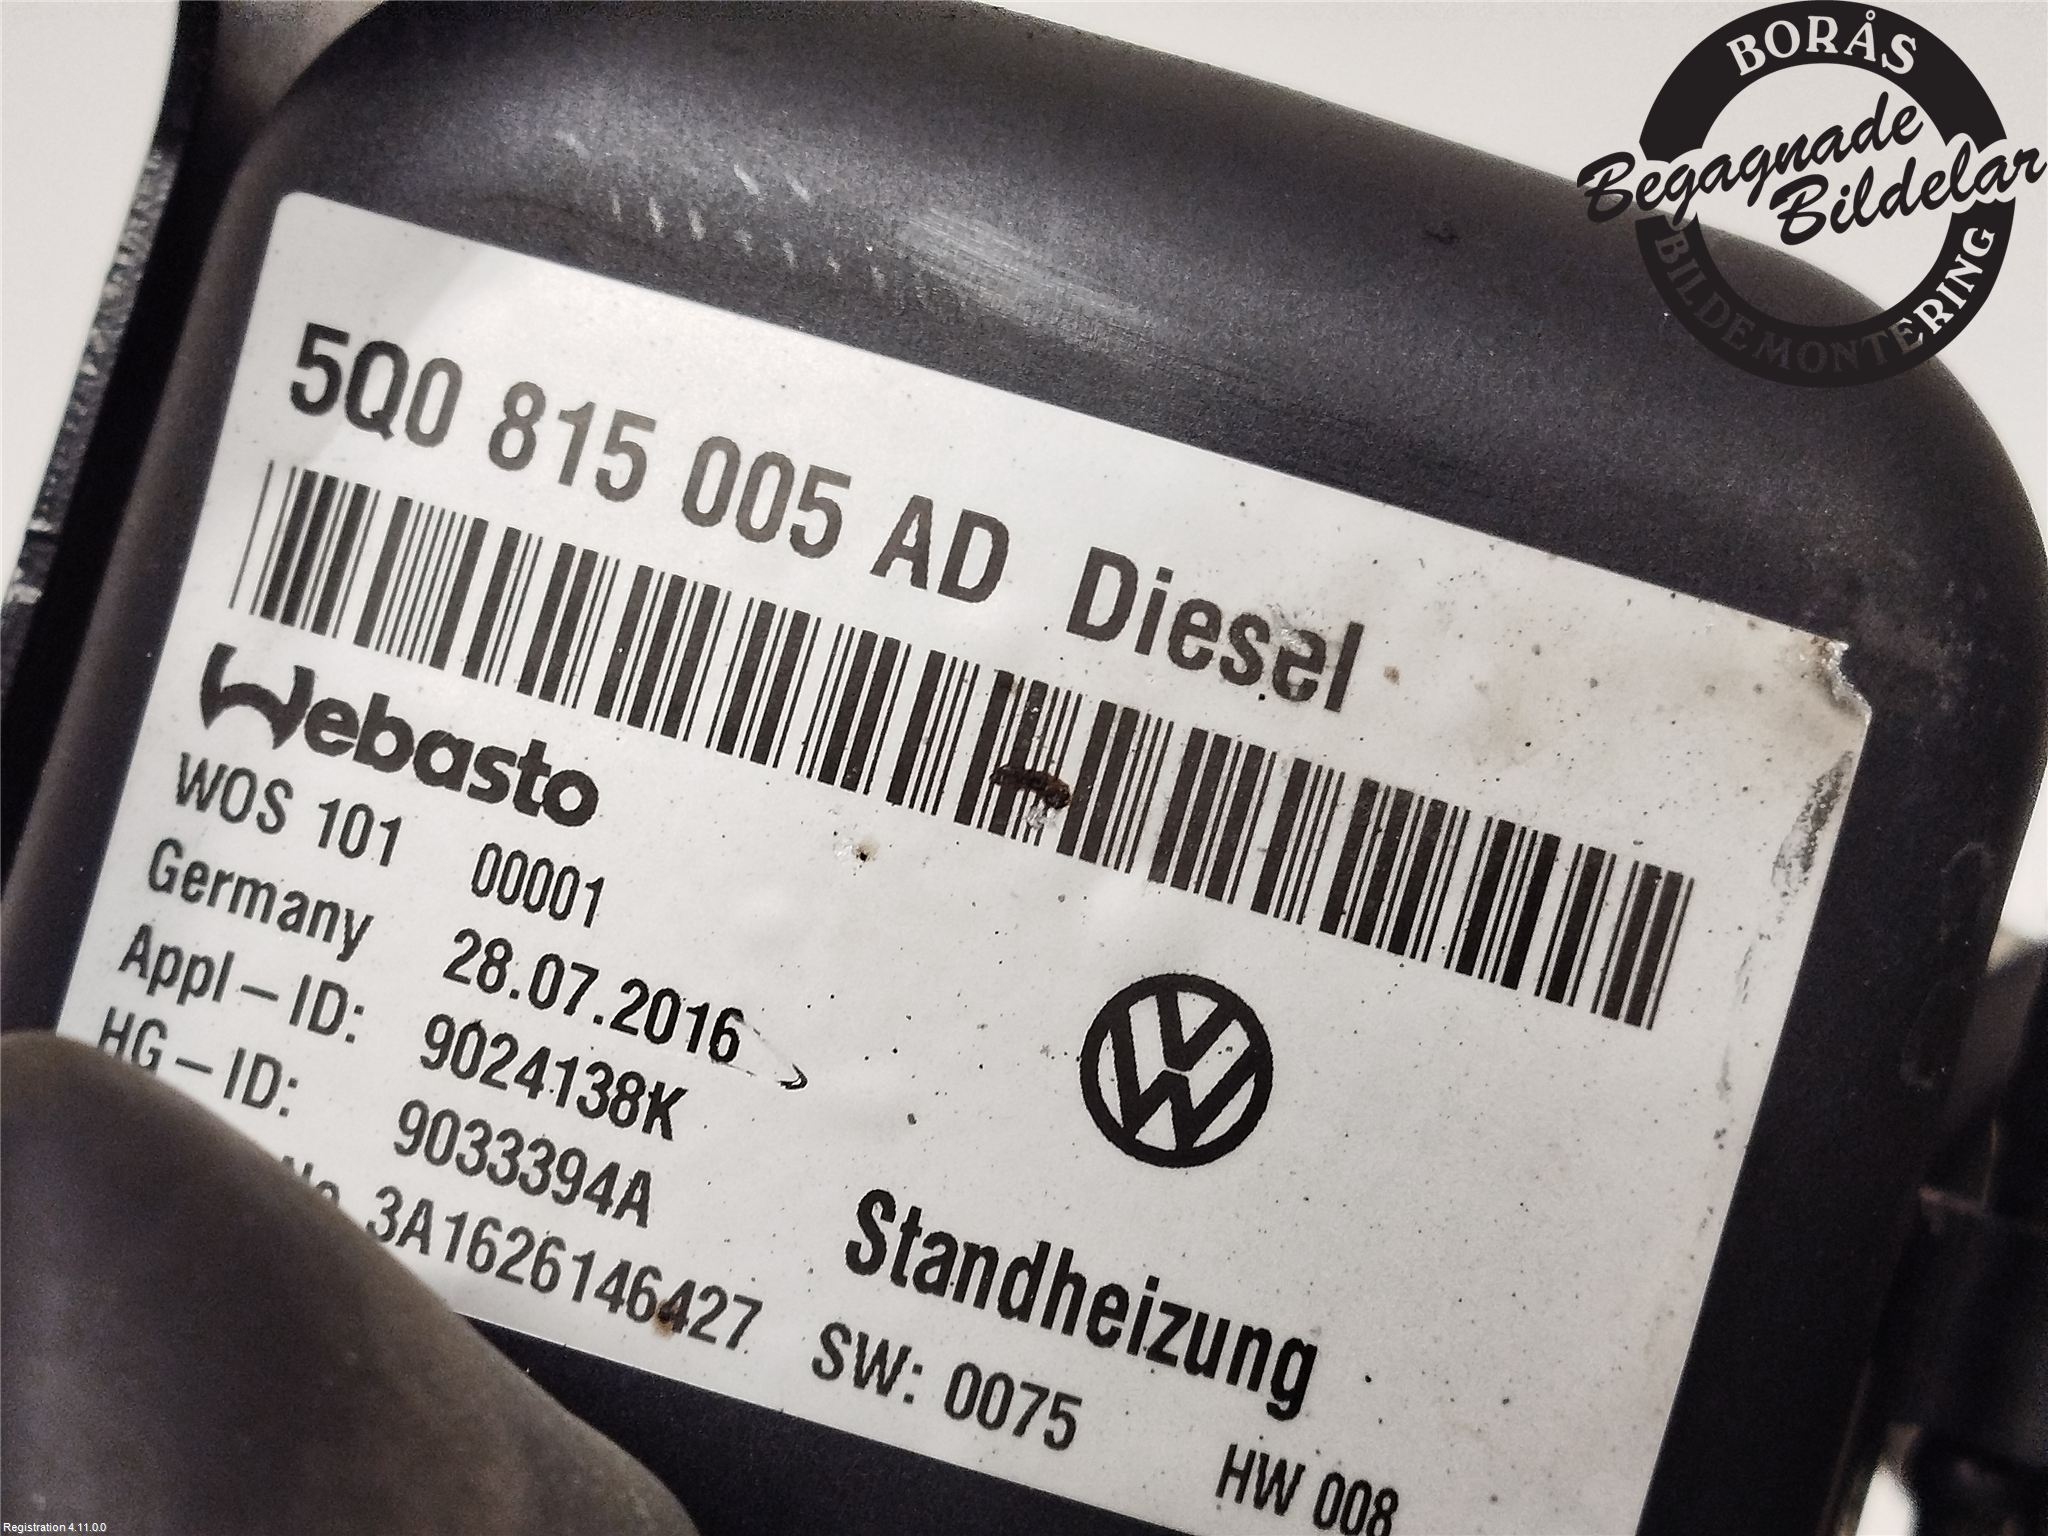 BORÅS
Begagnade
Bildelar
BILDEMONTERING
5Q0 815 005 AD Diesel
Webasto
WOS 101 00001
Germany 28.07.2016
Appl-ID: 9024138K
HG-ID: 9033394A
3A1626146427
Standheizung
SW: 0075
HW 008
Registration 4.11.0.0